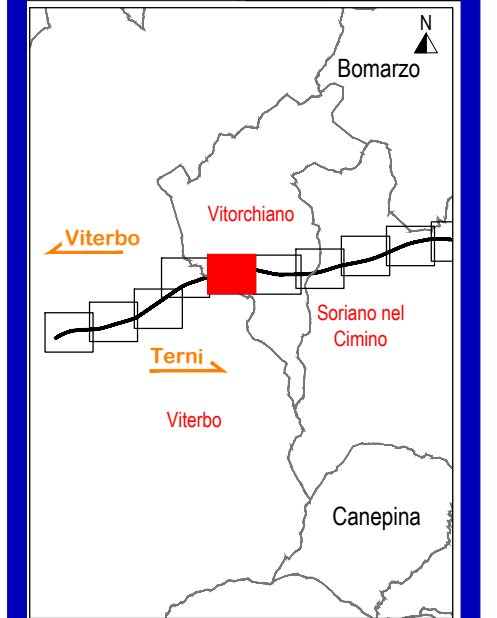 N
Bomarzo
Vitorchiano
Viterbo
Soriano nel
Cimino
Terni
Viterbo
Canepina